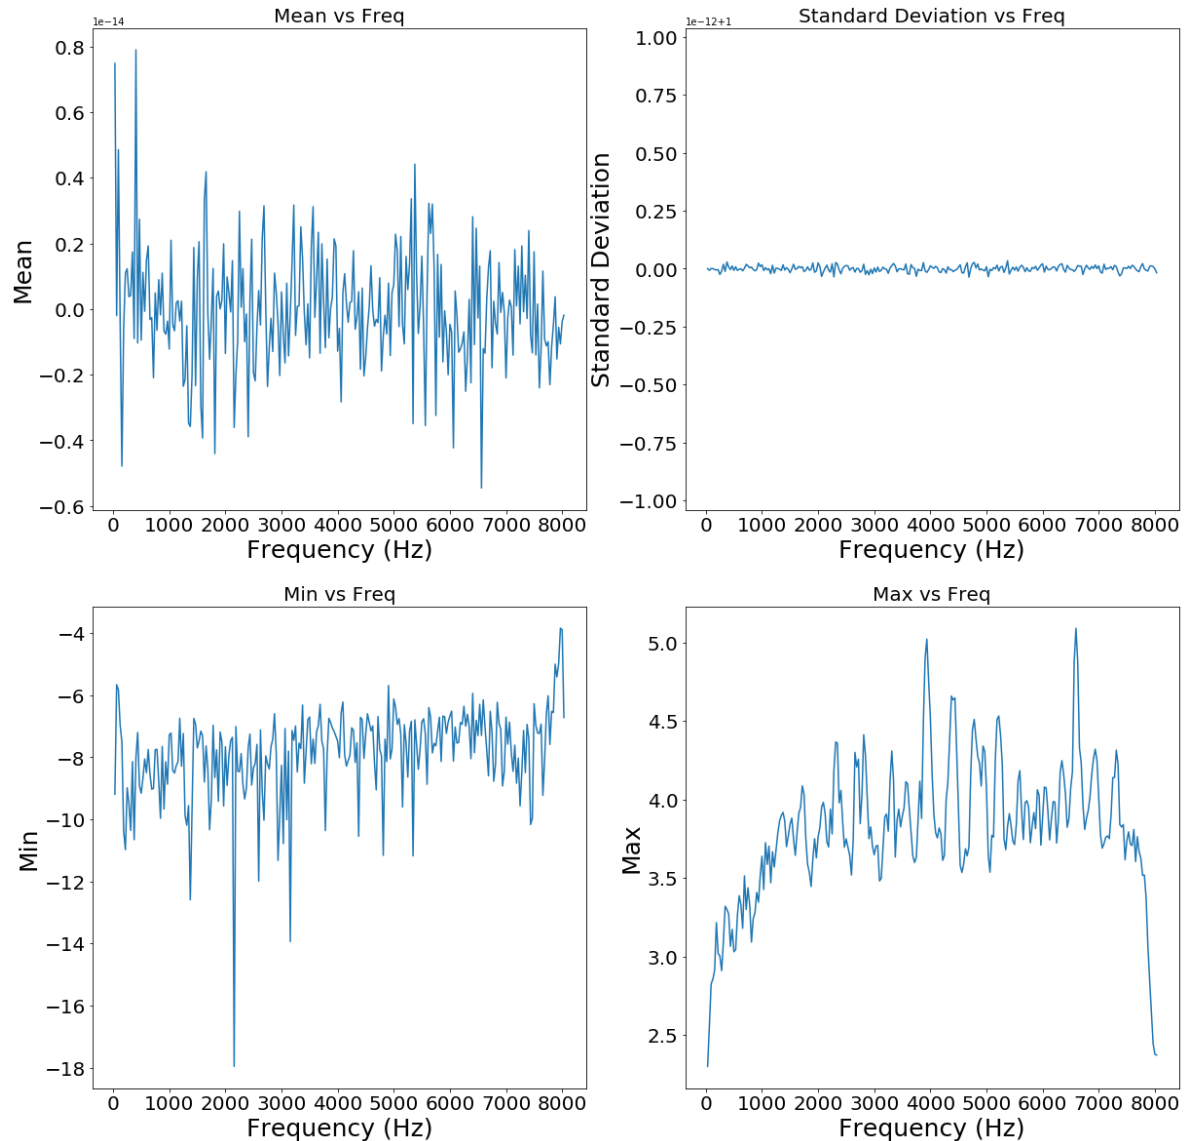 Mean vs Freq
1e−14
0.8
0.6
0.4
0.2
0.0
−0.2
−0.4
−0.6
Mean
0 1000 2000 3000 4000 5000 6000 7000 8000
Frequency (Hz)
Standard Deviation vs Freq
1e−12+1
1.00
0.75
0.50
0.25
0.00
−0.25
−0.50
−0.75
−1.00
Standard Deviation
0 1000 2000 3000 4000 5000 6000 7000 8000
Frequency (Hz)
Min vs Freq
−4
−6
−8
−10
−12
−14
−16
−18
Min
0 1000 2000 3000 4000 5000 6000 7000 8000
Frequency (Hz)
Max vs Freq
5.0
4.5
4.0
3.5
3.0
2.5
Max
0 1000 2000 3000 4000 5000 6000 7000 8000
Frequency (Hz)